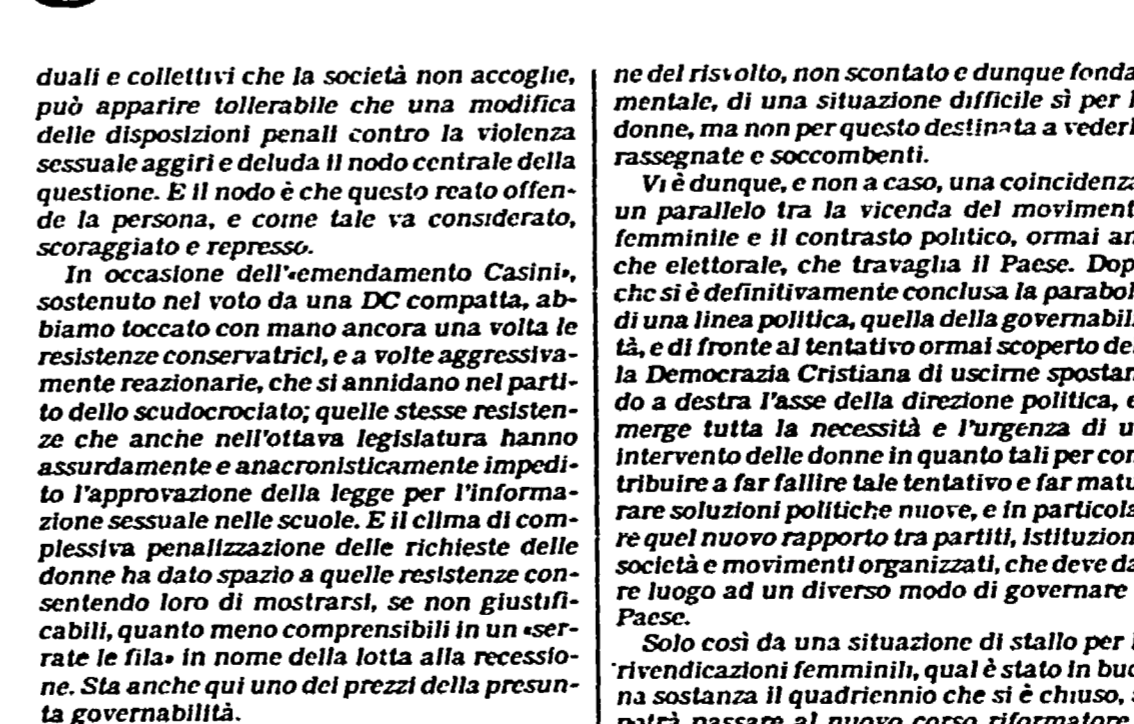 duali e collettivi che la società non accoglie,
può apparire tollerabile che una modifica
delle disposizioni penali contro la violenza
sessuale aggiri e deluda il nodo centrale della
questione. E il nodo è che questo reato offen-
de la persona, e come tale va considerato,
scoraggiato e represso.
In occasione dell'«emendamento Casini»,
sostenuto nel voto da una DC compatta, ab-
biamo toccato con mano ancora una volta le
resistenze conservatrici, e a volte aggressiva-
mente reazionarie, che si annidano nel parti-
to dello scudocrociato; quelle stesse resisten-
ze che anche nell'ottava legislatura hanno
assurdamente e anacronisticamente impedi-
to l'approvazione della legge per l'informa-
zione sessuale nelle scuole. E il clima di com-
plessiva penalizzazione delle richieste delle
donne ha dato spazio a quelle resistenze con-
sentendo loro di mostrarsi, se non giustifi-
cabili, quanto meno comprensibili in un «ser-
rate le fila» in nome della lotta alla recessio-
ne. Sta anche qui uno dei prezzi della presun-
ta governabilità.
ne del risvolto, non scontato e dunque fonda
mentale, di una situazione difficile sì per l
donne, ma non per questo destinata a vederl
rassegnate e soccombenti.
Vi è dunque, e non a caso, una coincidenza
un parallelo tra la vicenda del moviment
femminile e il contrasto politico, ormai an
che elettorale, che travaglia il Paese. Dop
che si è definitivamente conclusa la parabol
di una linea politica, quella della governabil
tà, e di fronte al tentativo ormai scoperto de
la Democrazia Cristiana di uscirne spostan
do a destra l'asse della direzione politica, e
merge tutta la necessità e l'urgenza di u
intervento delle donne in quanto tali per con
tribuire a far fallire tale tentativo e far matu
rare soluzioni politiche nuove, e in particola
re quel nuovo rapporto tra partiti, istituzion
società e movimenti organizzati, che deve da
re luogo ad un diverso modo di governare
Paese.
Solo così da una situazione di stallo per l
rivendicazioni femminili, qual è stato in buo
na sostanza il quadriennio che si è chiuso, s
potrà passare al nuovo corso riformatore